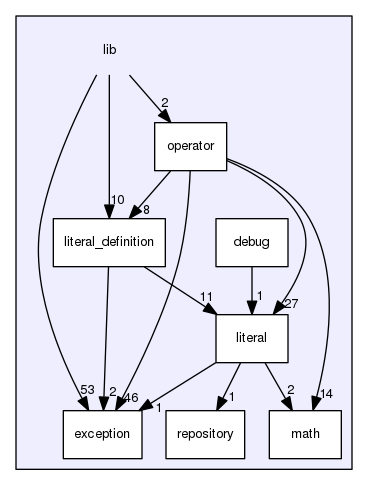 lib
2
operator
10
8
literal_definition
debug
11
1
27
literal
53
2
46
1
1
2
14
exception
repository
math